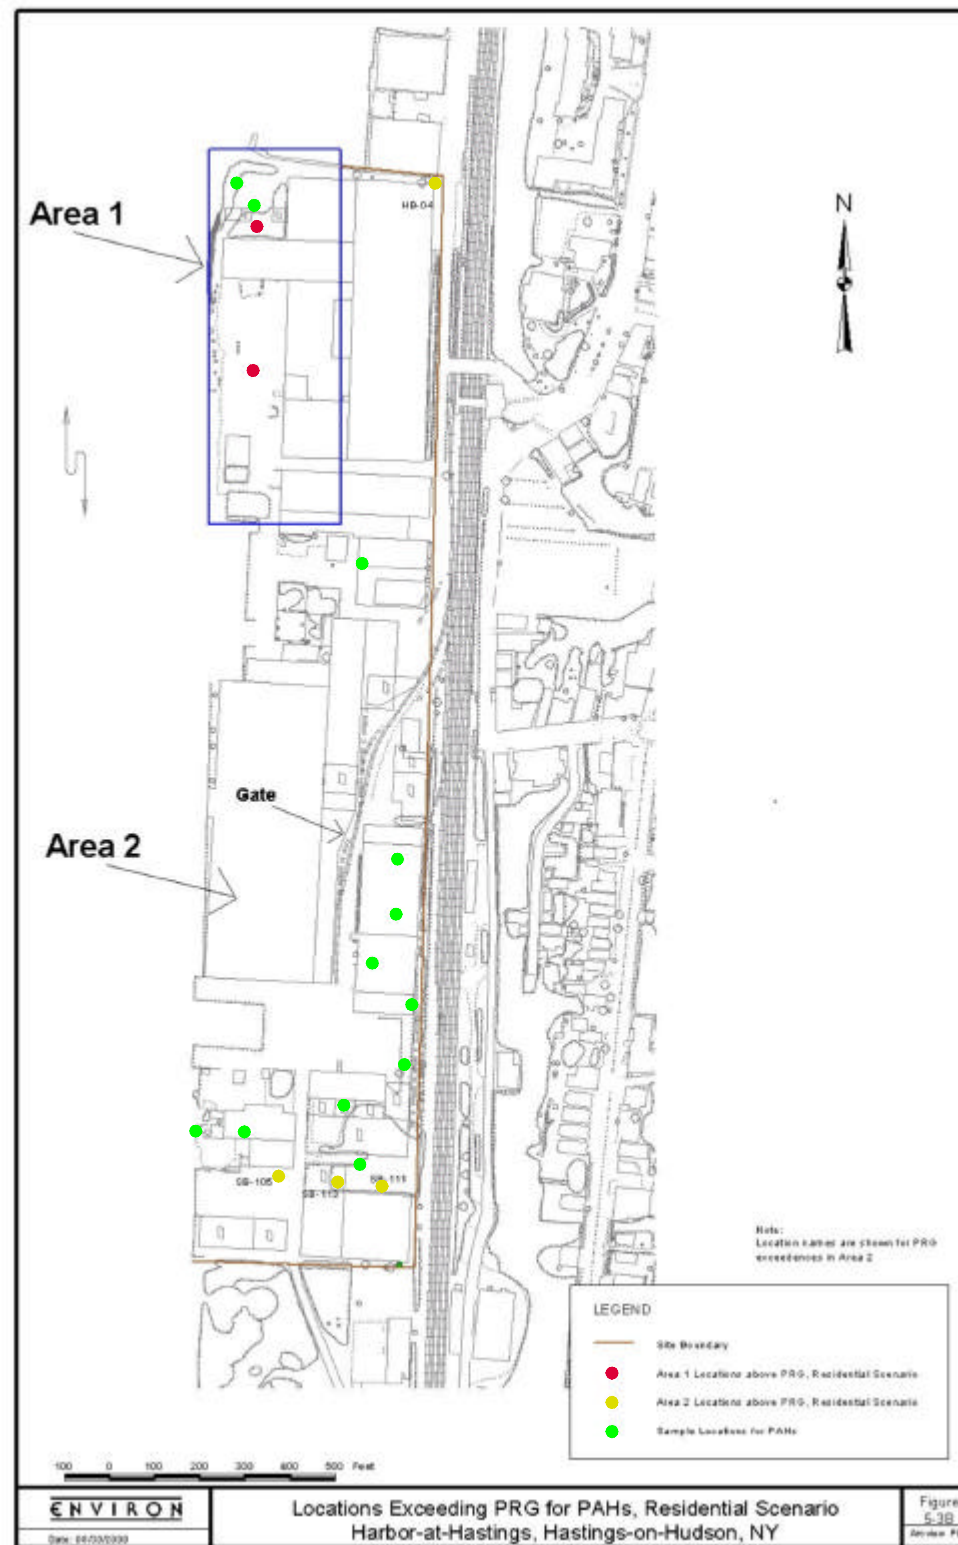 HB-04
Area 1
N
Gate
Area 2
SB-105
SB-112
SB-111
Note:
Location names are shown for PRG
exceedences in Area 2
LEGEND
Site Boundary
Area 1 Locations above PRG, Residential Scenario
Area 2 Locations above PRG, Residential Scenario
Sample Locations for PAHs
100 0 100 200 300 400 500 Feet
ENVIRON
Date:
Locations Exceeding PRG for PAHs, Residential Scenario
Harbor-at-Hastings, Hastings-on-Hudson, NY
Figure
5-3B